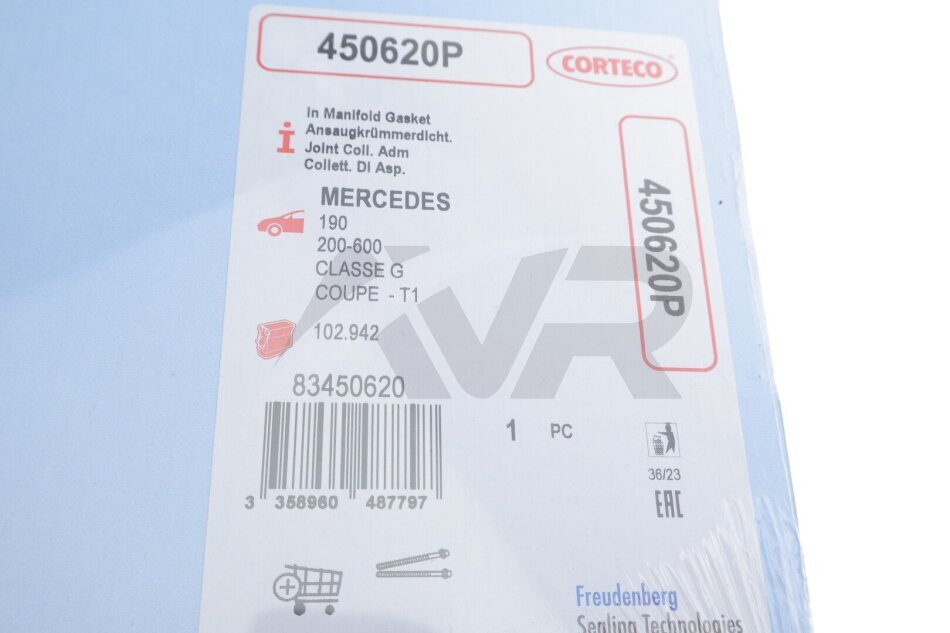 450620P
CORTECO
In Manifold Gasket
Ansaugkrümmerdicht.
Joint Coll. Adm
Collett. DI Asp.
450620P
MERCEDES
190
200-600
CLASSE G
COUPE - T1
102.942
VR
83450620
3 358960 487797
1 PC
36/23
EAC
Freudenberg
Sealing Technologies